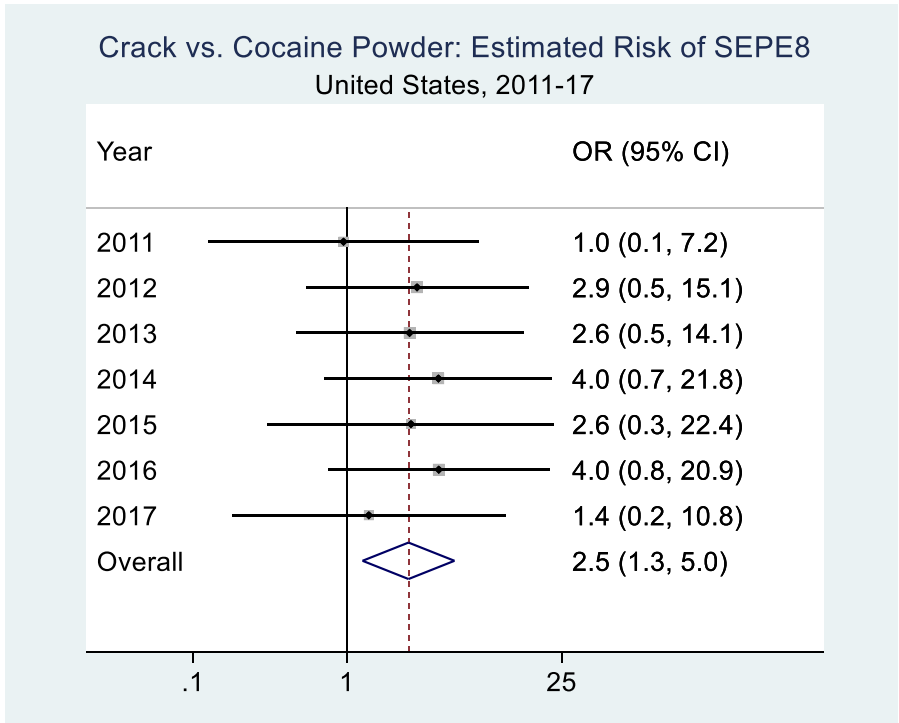 Crack vs. Cocaine Powder: Estimated Risk of SEPE8
United States, 2011-17
Year OR (95% CI)
2011 1.0 (0.1, 7.2)
2012 2.9 (0.5, 15.1)
2013 2.6 (0.5, 14.1)
2014 4.0 (0.7, 21.8)
2015 2.6 (0.3, 22.4)
2016 4.0 (0.8, 20.9)
2017 1.4 (0.2, 10.8)
Overall 2.5 (1.3, 5.0)
.1 1 25